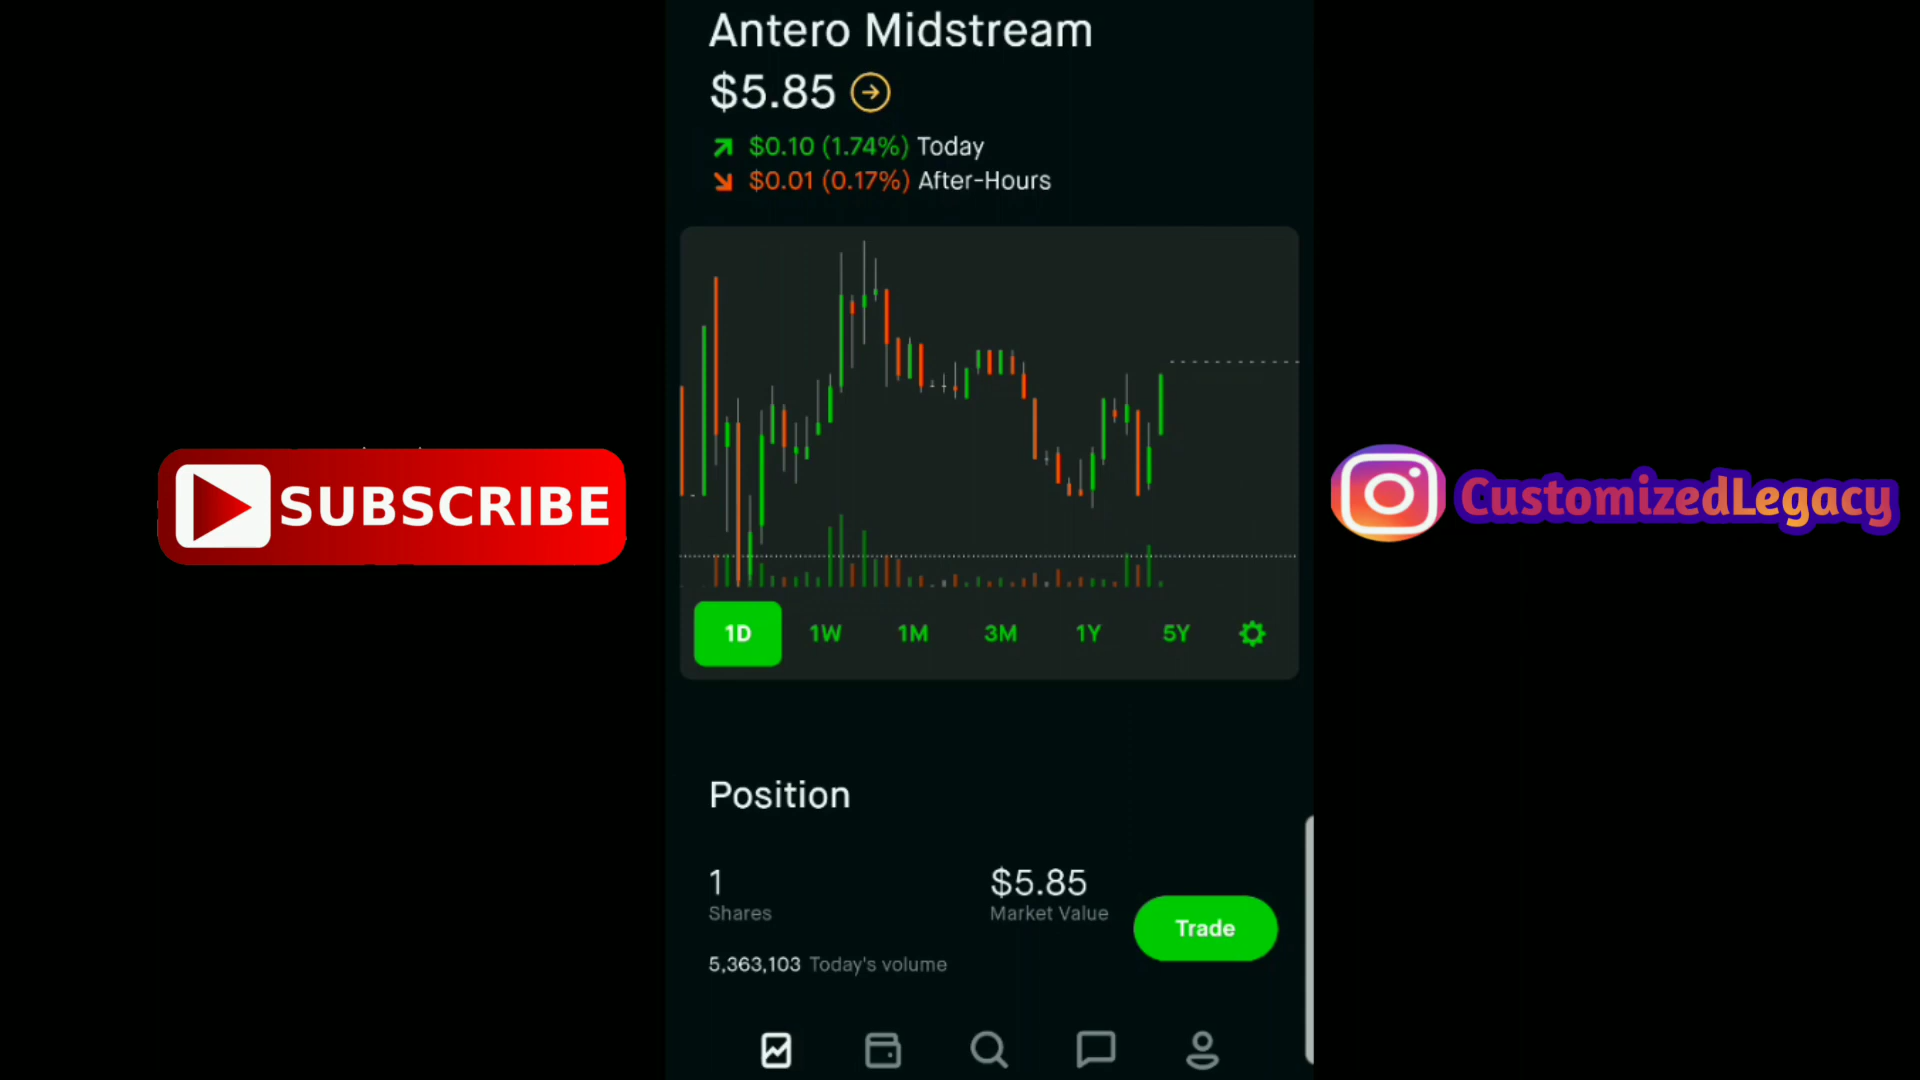 Antero Midstream
$5.85
$0.10 (1.74%) Today
$0.01 (0.17%) After-Hours
SUBSCRIBE
CustomizedLegacy
1D 1W 1M 3M 1Y 5Y
Position
1 $5.85
Shares Market Value
Trade
5,363,103 Today's volume